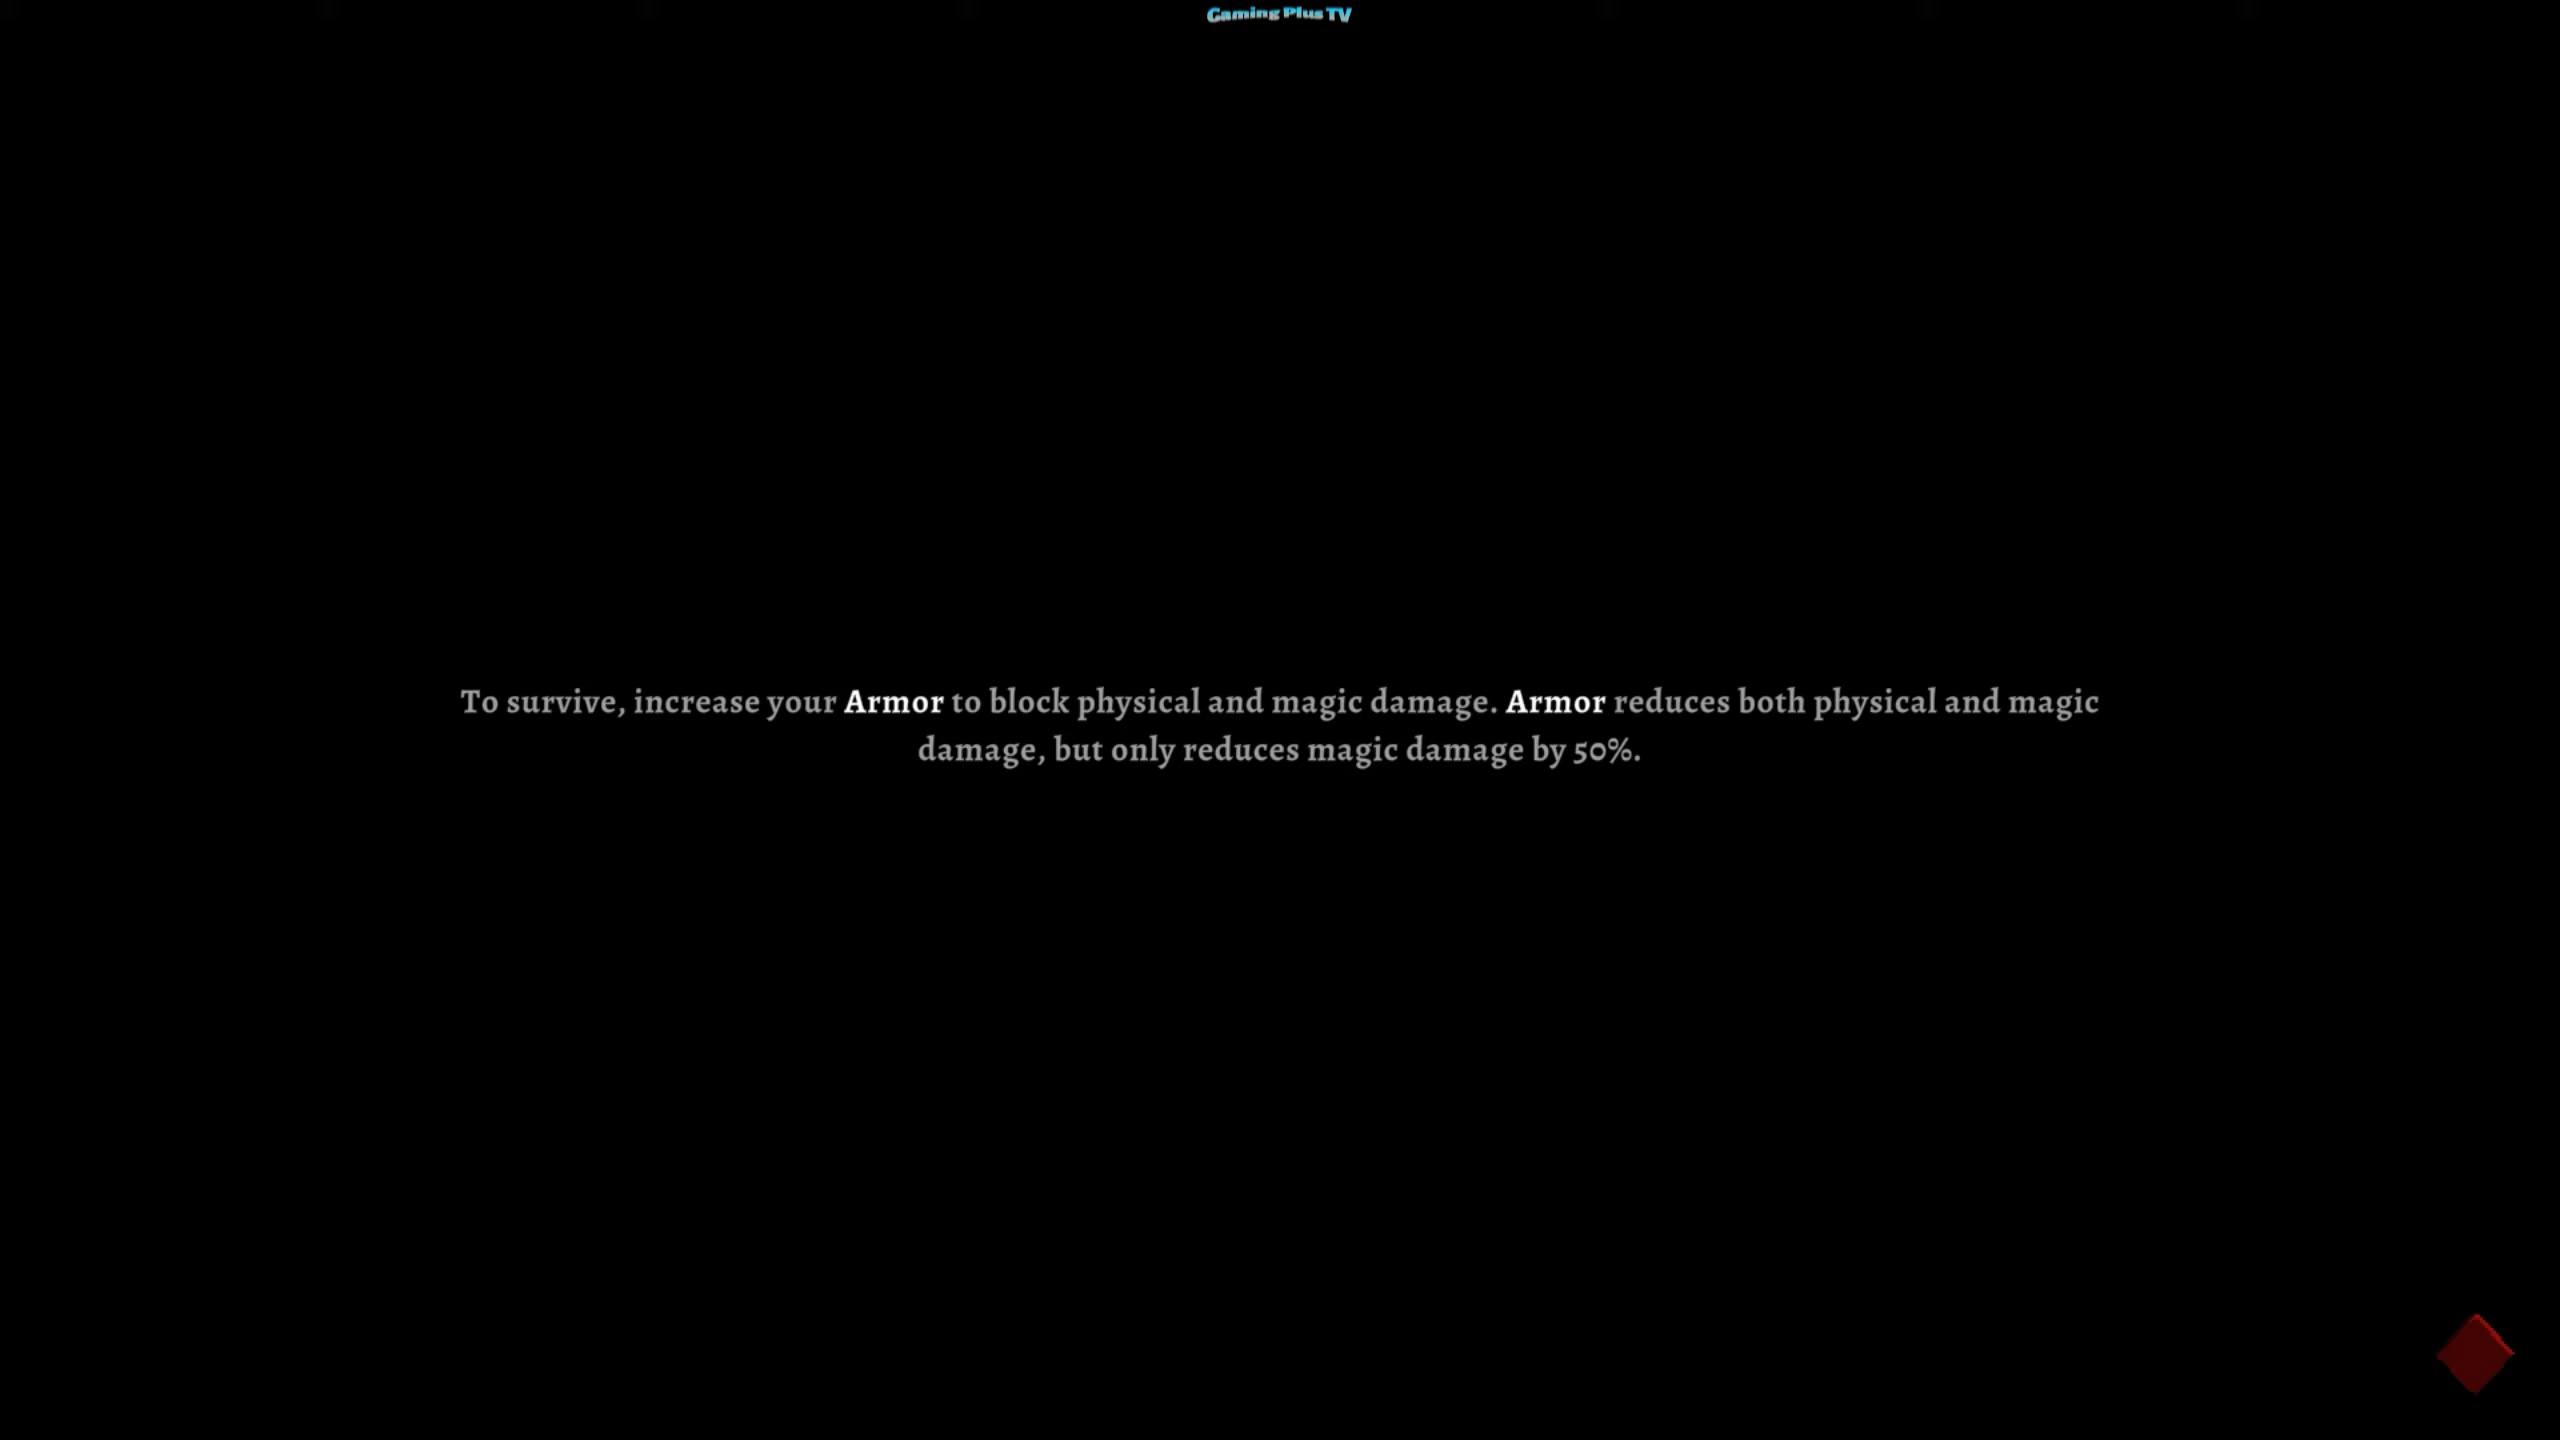 Gaming Plus TV
To survive, increase your Armor to block physical and magic damage. Armor reduces both physical and magic
damage, but only reduces magic damage by 50%.